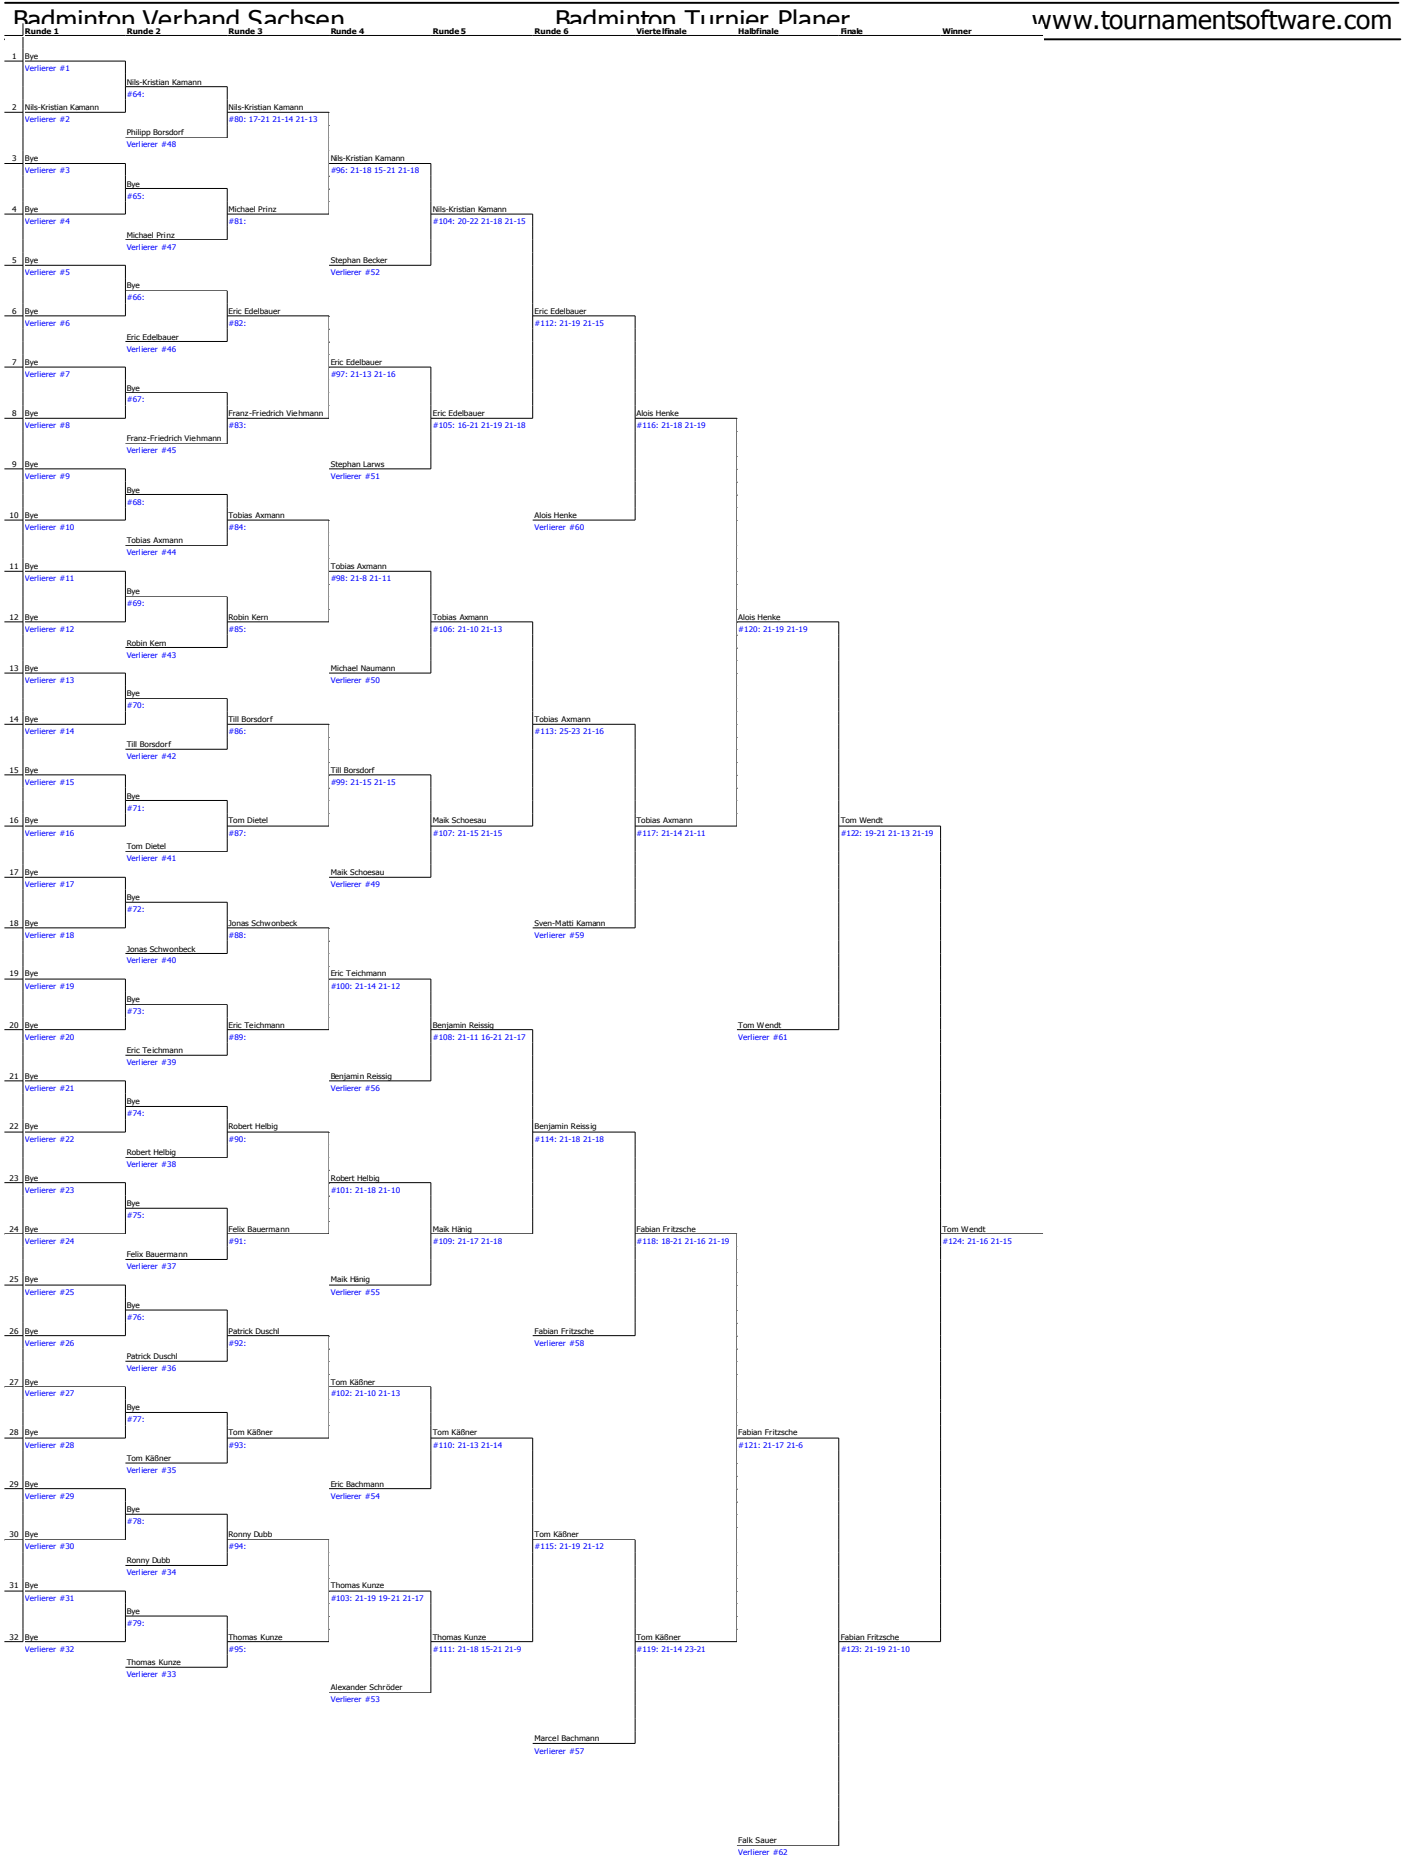 Badminton Verband Sachsen Badminton Turnier Planer www.tournamentsoftware.com
Runde 1 Runde 2 Runde 3 Runde 4 Runde 5 Runde 6 Viertelfinale Halbfinale Finale Winner
1 Bye
Verlierer #1
Nils-Kristian Kamann
#64:
2 Nils-Kristian Kamann Nils-Kristian Kamann
Verlierer #2 #80: 17-21 21-14 21-13
Philipp Borsdorf
Verlierer #48
3 Bye Nils-Kristian Kamann
Verlierer #3 #96: 21-18 15-21 21-18
Bye
#65:
4 Bye Michael Prinz Nils-Kristian Kamann
Verlierer #4 #81: #104: 20-22 21-18 21-15
Michael Prinz
Verlierer #47
5 Bye Stephan Becker
Verlierer #5 Verlierer #52
Bye
#66:
6 Bye Eric Edelbauer Eric Edelbauer
Verlierer #6 #82: #112: 21-19 21-15
Eric Edelbauer
Verlierer #46
7 Bye Eric Edelbauer
Verlierer #7 #97: 21-13 21-16
Bye
#67:
8 Bye Franz-Friedrich Viehmann Eric Edelbauer Alois Henke
Verlierer #8 #83: #105: 16-21 21-19 21-18 #116: 21-18 21-19
Franz-Friedrich Viehmann
Verlierer #45
9 Bye Stephan Larws
Verlierer #9 Verlierer #51
Bye
#68:
10 Bye Tobias Axmann Alois Henke
Verlierer #10 #84: Verlierer #60
Tobias Axmann
Verlierer #44
11 Bye Tobias Axmann
Verlierer #11 #98: 21-8 21-11
Bye
#69:
12 Bye Robin Kern Tobias Axmann Alois Henke
Verlierer #12 #85: #106: 21-10 21-13 #120: 21-19 21-19
Robin Kern
Verlierer #43
13 Bye Michael Naumann
Verlierer #13 Verlierer #50
Bye
#70:
14 Bye Till Borsdorf Tobias Axmann
Verlierer #14 #86: #113: 25-23 21-16
Till Borsdorf
Verlierer #42
15 Bye Till Borsdorf
Verlierer #15 #99: 21-15 21-15
Bye
#71:
16 Bye Tom Dietel Maik Schoesau Tobias Axmann Tom Wendt
Verlierer #16 #87: #107: 21-15 21-15 #117: 21-14 21-11 #122: 19-21 21-13 21-19
Tom Dietel
Verlierer #41
17 Bye Maik Schoesau
Verlierer #17 Verlierer #49
Bye
#72:
18 Bye Jonas Schwonbeck Sven-Matti Kamann
Verlierer #18 #88: Verlierer #59
Jonas Schwonbeck
Verlierer #40
19 Bye Eric Teichmann
Verlierer #19 #100: 21-14 21-12
Bye
#73:
20 Bye Eric Teichmann Benjamin Reissig Tom Wendt
Verlierer #20 #89: #108: 21-11 16-21 21-17 Verlierer #61
Eric Teichmann
Verlierer #39
21 Bye Benjamin Reissig
Verlierer #21 Verlierer #56
Bye
#74:
22 Bye Robert Helbig Benjamin Reissig
Verlierer #22 #90: #114: 21-18 21-18
Robert Helbig
Verlierer #38
23 Bye Robert Helbig
Verlierer #23 #101: 21-18 21-10
Bye
#75:
24 Bye Felix Bauermann Maik Hänig Fabian Fritzsche Tom Wendt
Verlierer #24 #91: #109: 21-17 21-18 #118: 18-21 21-16 21-19 #124: 21-16 21-15
Felix Bauermann
Verlierer #37
25 Bye Maik Hänig
Verlierer #25 Verlierer #55
Bye
#76:
26 Bye Patrick Duschl Fabian Fritzsche
Verlierer #26 #92: Verlierer #58
Patrick Duschl
Verlierer #36
27 Bye Tom Käßner
Verlierer #27 #102: 21-10 21-13
Bye
#77:
28 Bye Tom Käßner Tom Käßner Fabian Fritzsche
Verlierer #28 #93: #110: 21-13 21-14 #121: 21-17 21-6
Tom Käßner
Verlierer #35
29 Bye Eric Bachmann
Verlierer #29 Verlierer #54
Bye
#78:
30 Bye Ronny Dubb Tom Käßner
Verlierer #30 #94: #115: 21-19 21-12
Ronny Dubb
Verlierer #34
31 Bye Thomas Kunze
Verlierer #31 #103: 21-19 19-21 21-17
Bye
#79:
32 Bye Thomas Kunze Thomas Kunze Tom Käßner Fabian Fritzsche
Verlierer #32 #95: #111: 21-18 15-21 21-9 #119: 21-14 23-21 #123: 21-19 21-10
Thomas Kunze
Verlierer #33
Alexander Schröder
Verlierer #53
Marcel Bachmann
Verlierer #57
Falk Sauer
Verlierer #62